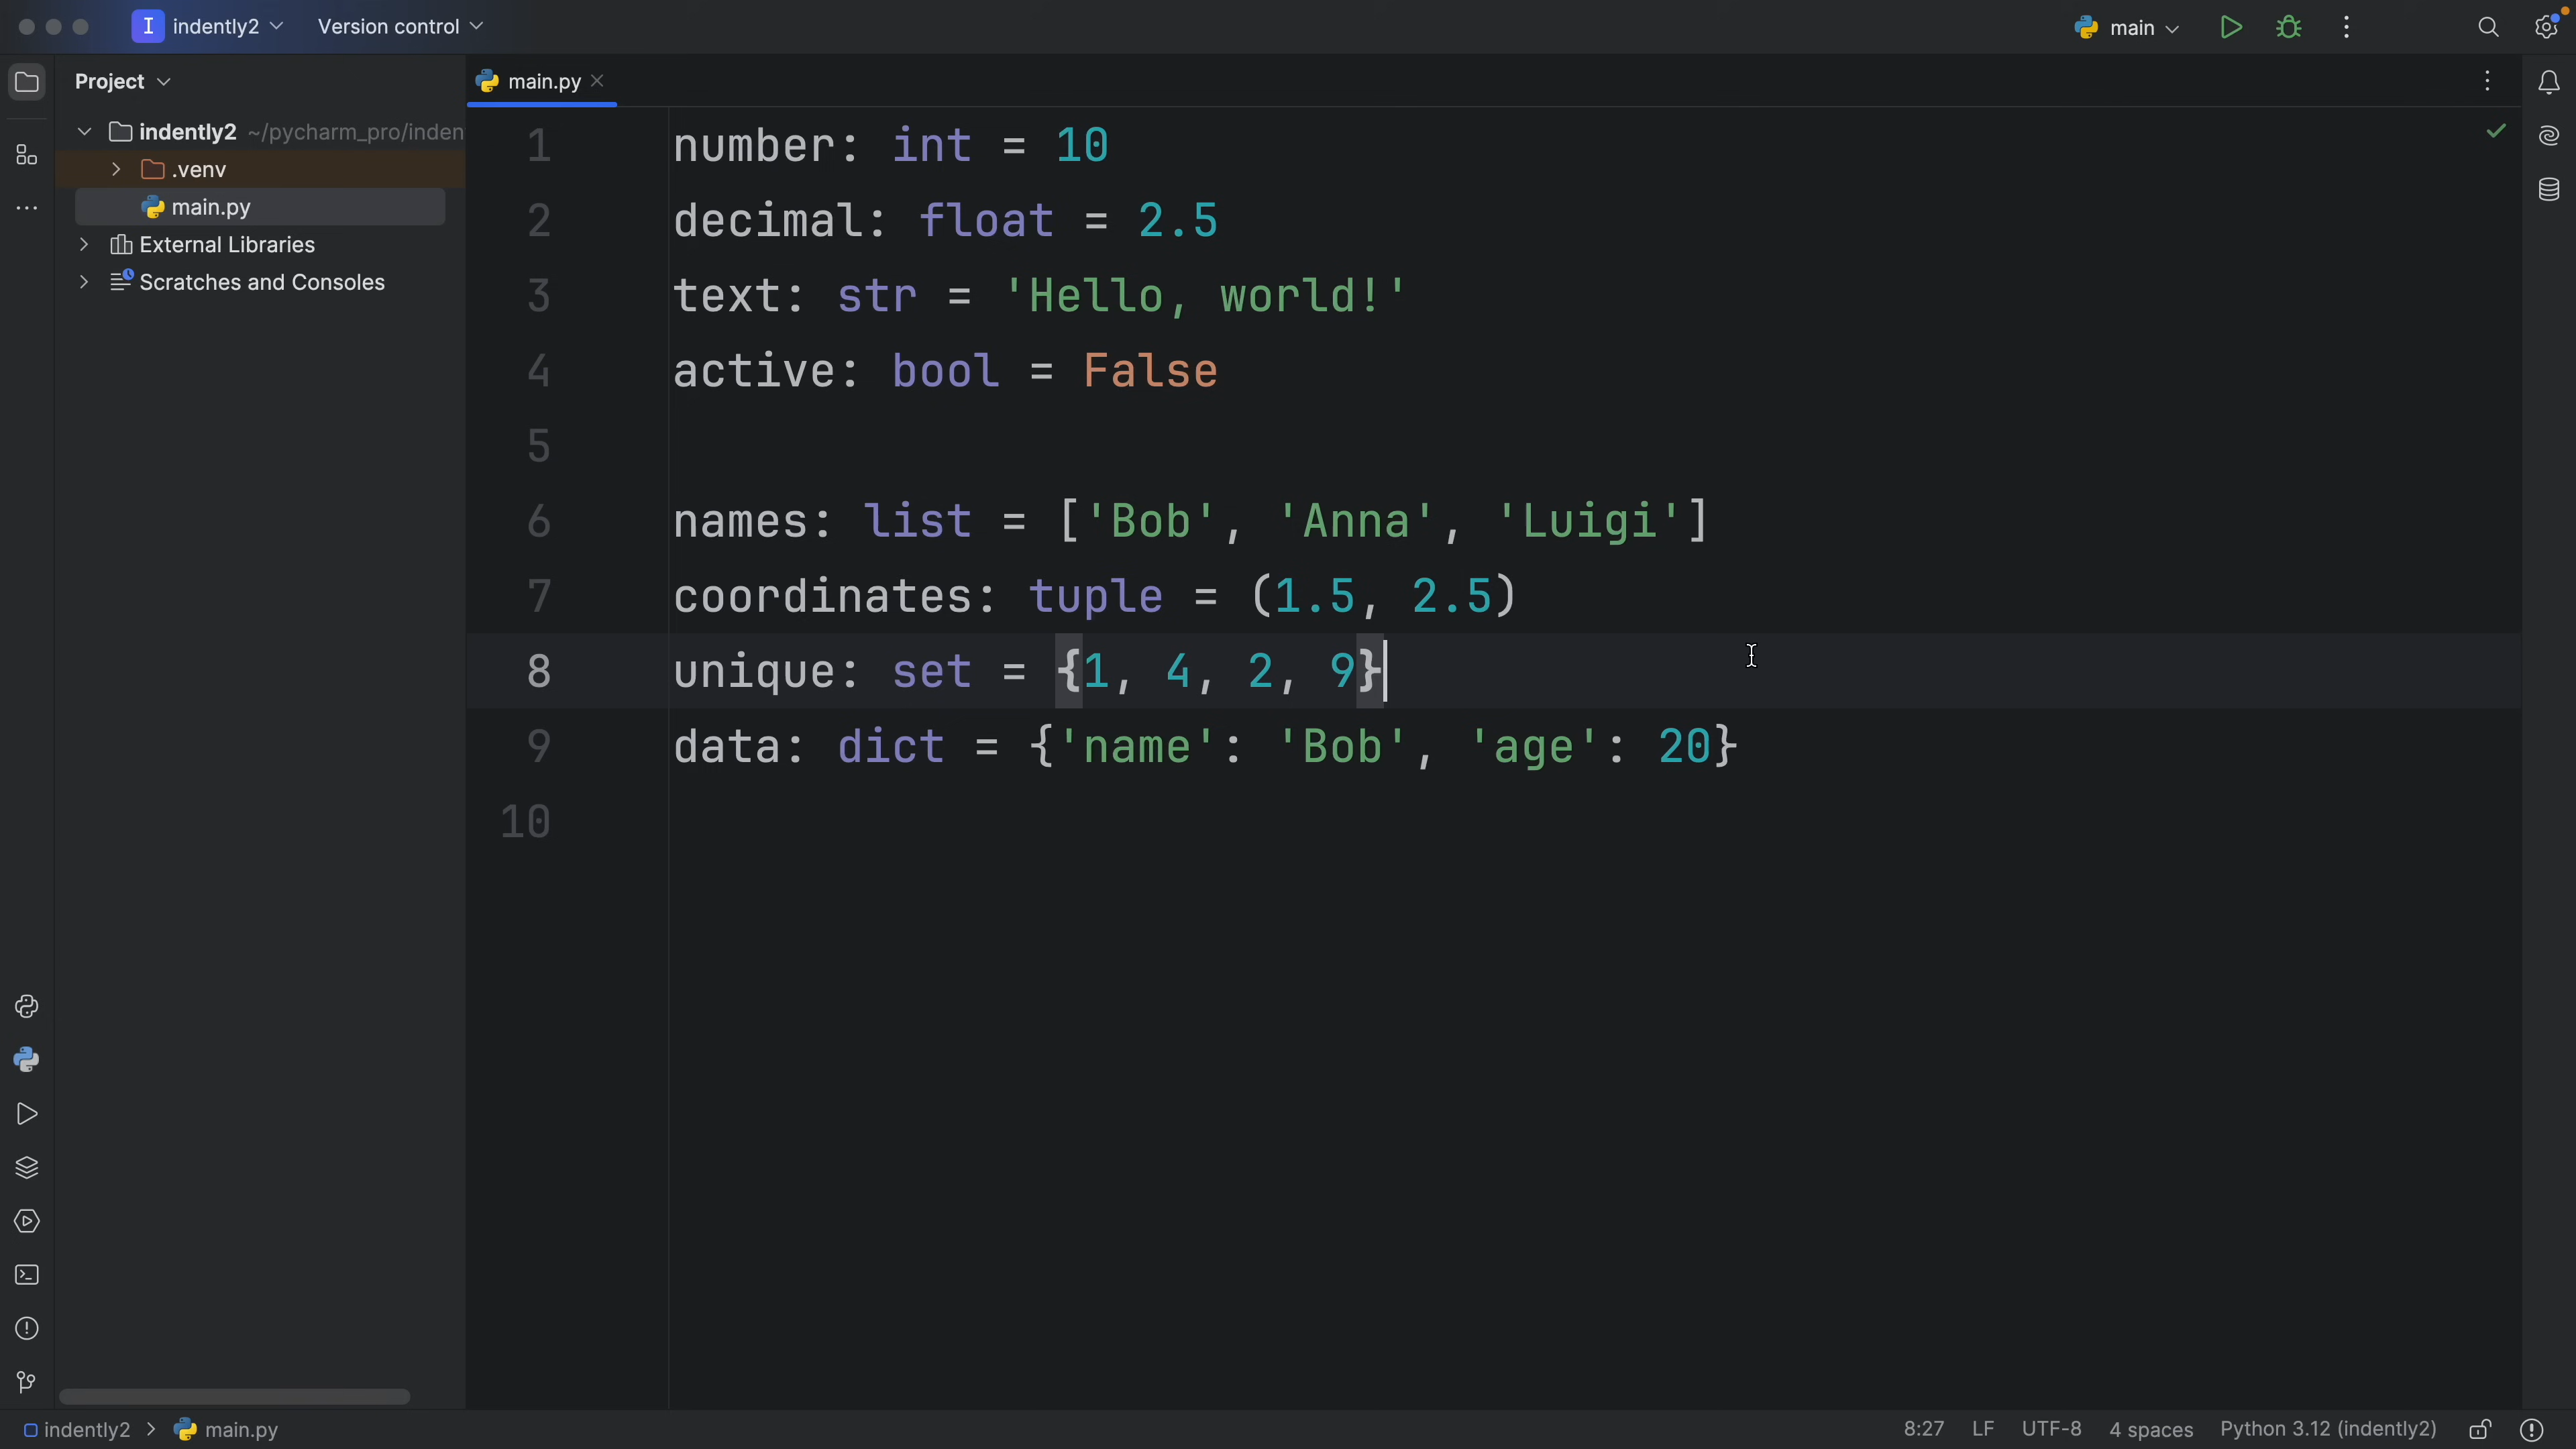 I indently2 Version control main
Project main.py
indently2 ~/pycharm_pro/inden
.venv
main.py
External Libraries
Scratches and Consoles
1 number: int = 10
2 decimal: float = 2.5
3 text: str = 'Hello, world!'
4 active: bool = False
5
6 names: list = ['Bob', 'Anna', 'Luigi']
7 coordinates: tuple = (1.5, 2.5)
8 unique: set = {1, 4, 2, 9}
9 data: dict = {'name': 'Bob', 'age': 20}
10
indently2 > main.py 8:27 LF UTF-8 4 spaces Python 3.12 (indently2)